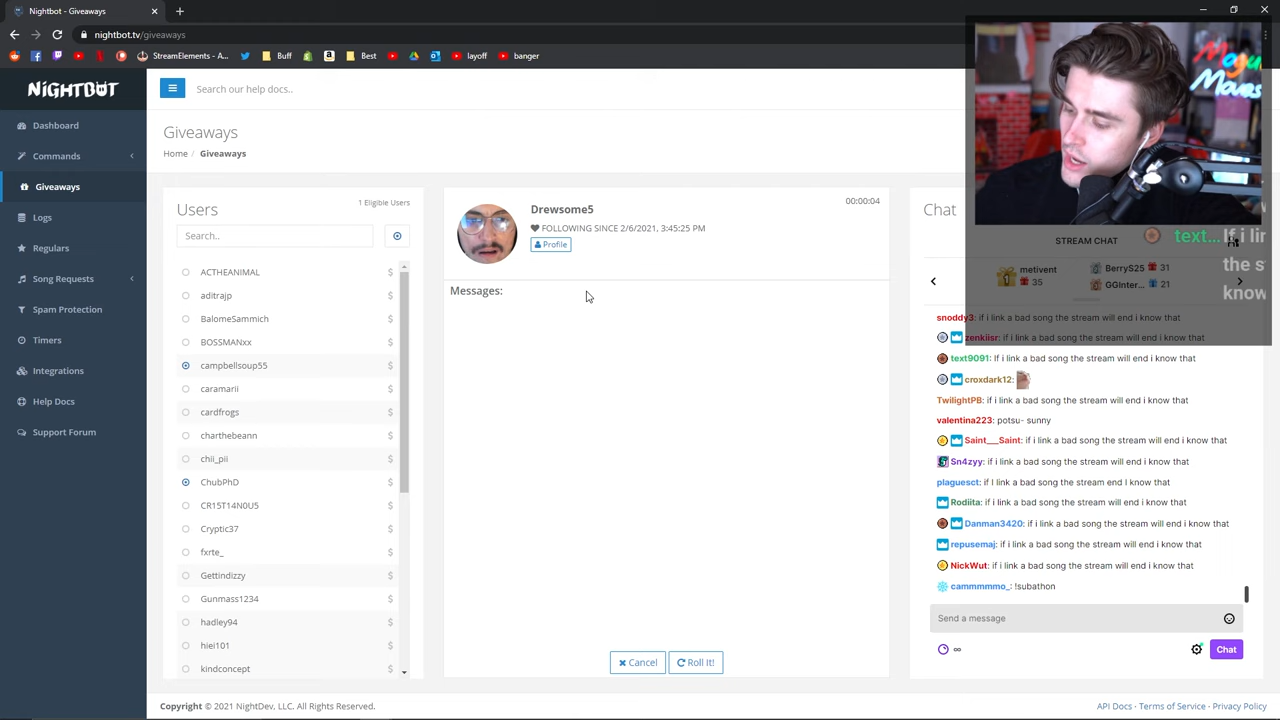 Nightbot - Giveaways
nightbot.tv/giveaways
StreamElements - A...
Buff
Best
layoff
banger
NIGHTBOT
Search our help docs..
Dashboard
Commands
Giveaways
Logs
Regulars
Song Requests
Spam Protection
Timers
Integrations
Help Docs
Support Forum
Giveaways
Home / Giveaways
Users
1 Eligible Users
Search..
ACTHEANIMAL $
aditrajp $
BalomeSammich $
BOSSMANxx $
campbellsoup55 $
caramarii $
cardfrogs $
charthebeann $
chii_pii $
ChubPhD $
CR15T14N0U5 $
Cryptic37 $
fxrte_ $
Gettindizzy $
Gunmass1234 $
hadley94 $
hiei101 $
kindconcept $
Drewsome5
FOLLOWING SINCE 2/6/2021, 3:45:25 PM
Profile
00:00:04
Messages:
Cancel
Roll It!
Chat
STREAM CHAT
text...
If i lin
the s
know
metivent
35
BerryS25 31
GGInter... 21
snoddy3: if i link a bad song the stream will end i know that
zenkiisr: if i link a bad song the stream will end i know that
text9091: If i link a bad song the stream will end i know that
croxdark12:
TwilightPB: if i link a bad song the stream will end i know that
valentina223: potsu- sunny
Saint___Saint: if i link a bad song the stream will end i know that
Sn4zyy: if i link a bad song the stream will end i know that
plaguesct: if I link a bad song the stream will end I know that
Rodiita: if i link a bad song the stream will end i know that
Danman3420: if i link a bad song the stream will end i know that
repusemaj: if i link a bad song the stream will end i know that
NickWut: if i link a bad song the stream will end i know that
cammmmmo_: !subathon
Send a message
∞
Chat
Copyright © 2021 NightDev, LLC. All Rights Reserved.
API Docs · Terms of Service · Privacy Policy